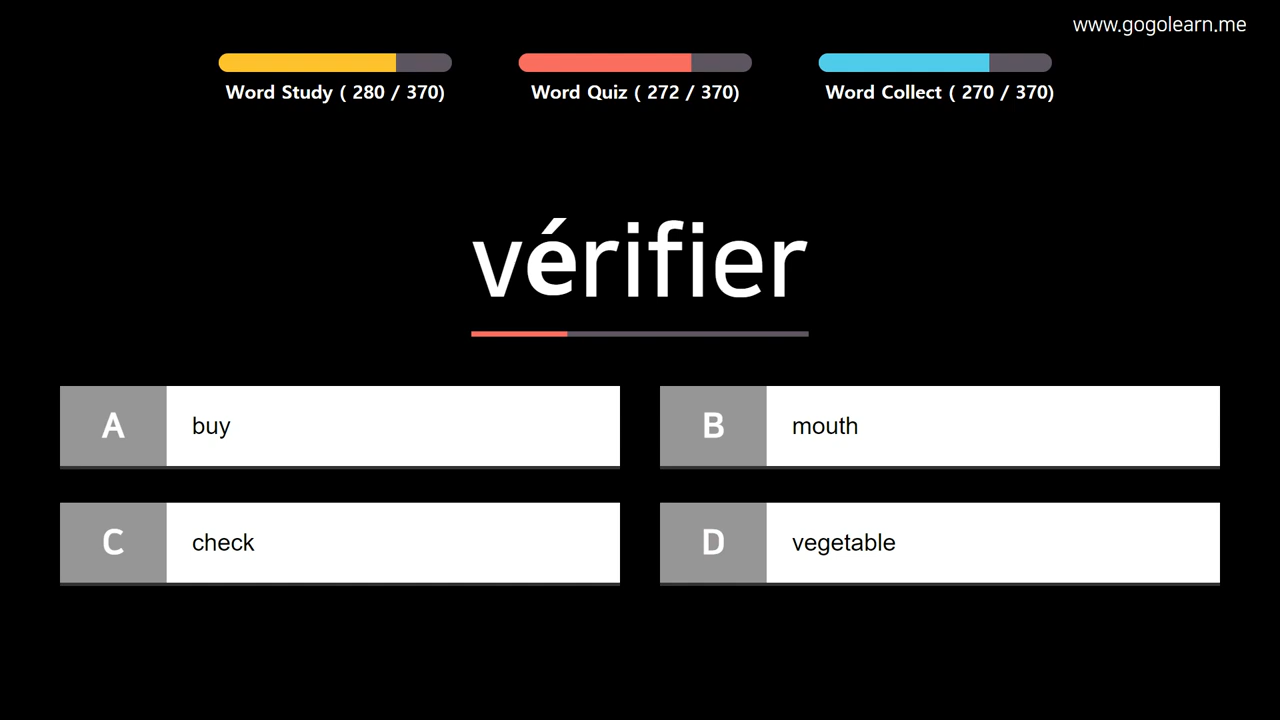 www.gogolearn.me
Word Study ( 280 / 370)
Word Quiz ( 272 / 370)
Word Collect ( 270 / 370)
vérifier
A buy
B mouth
C check
D vegetable